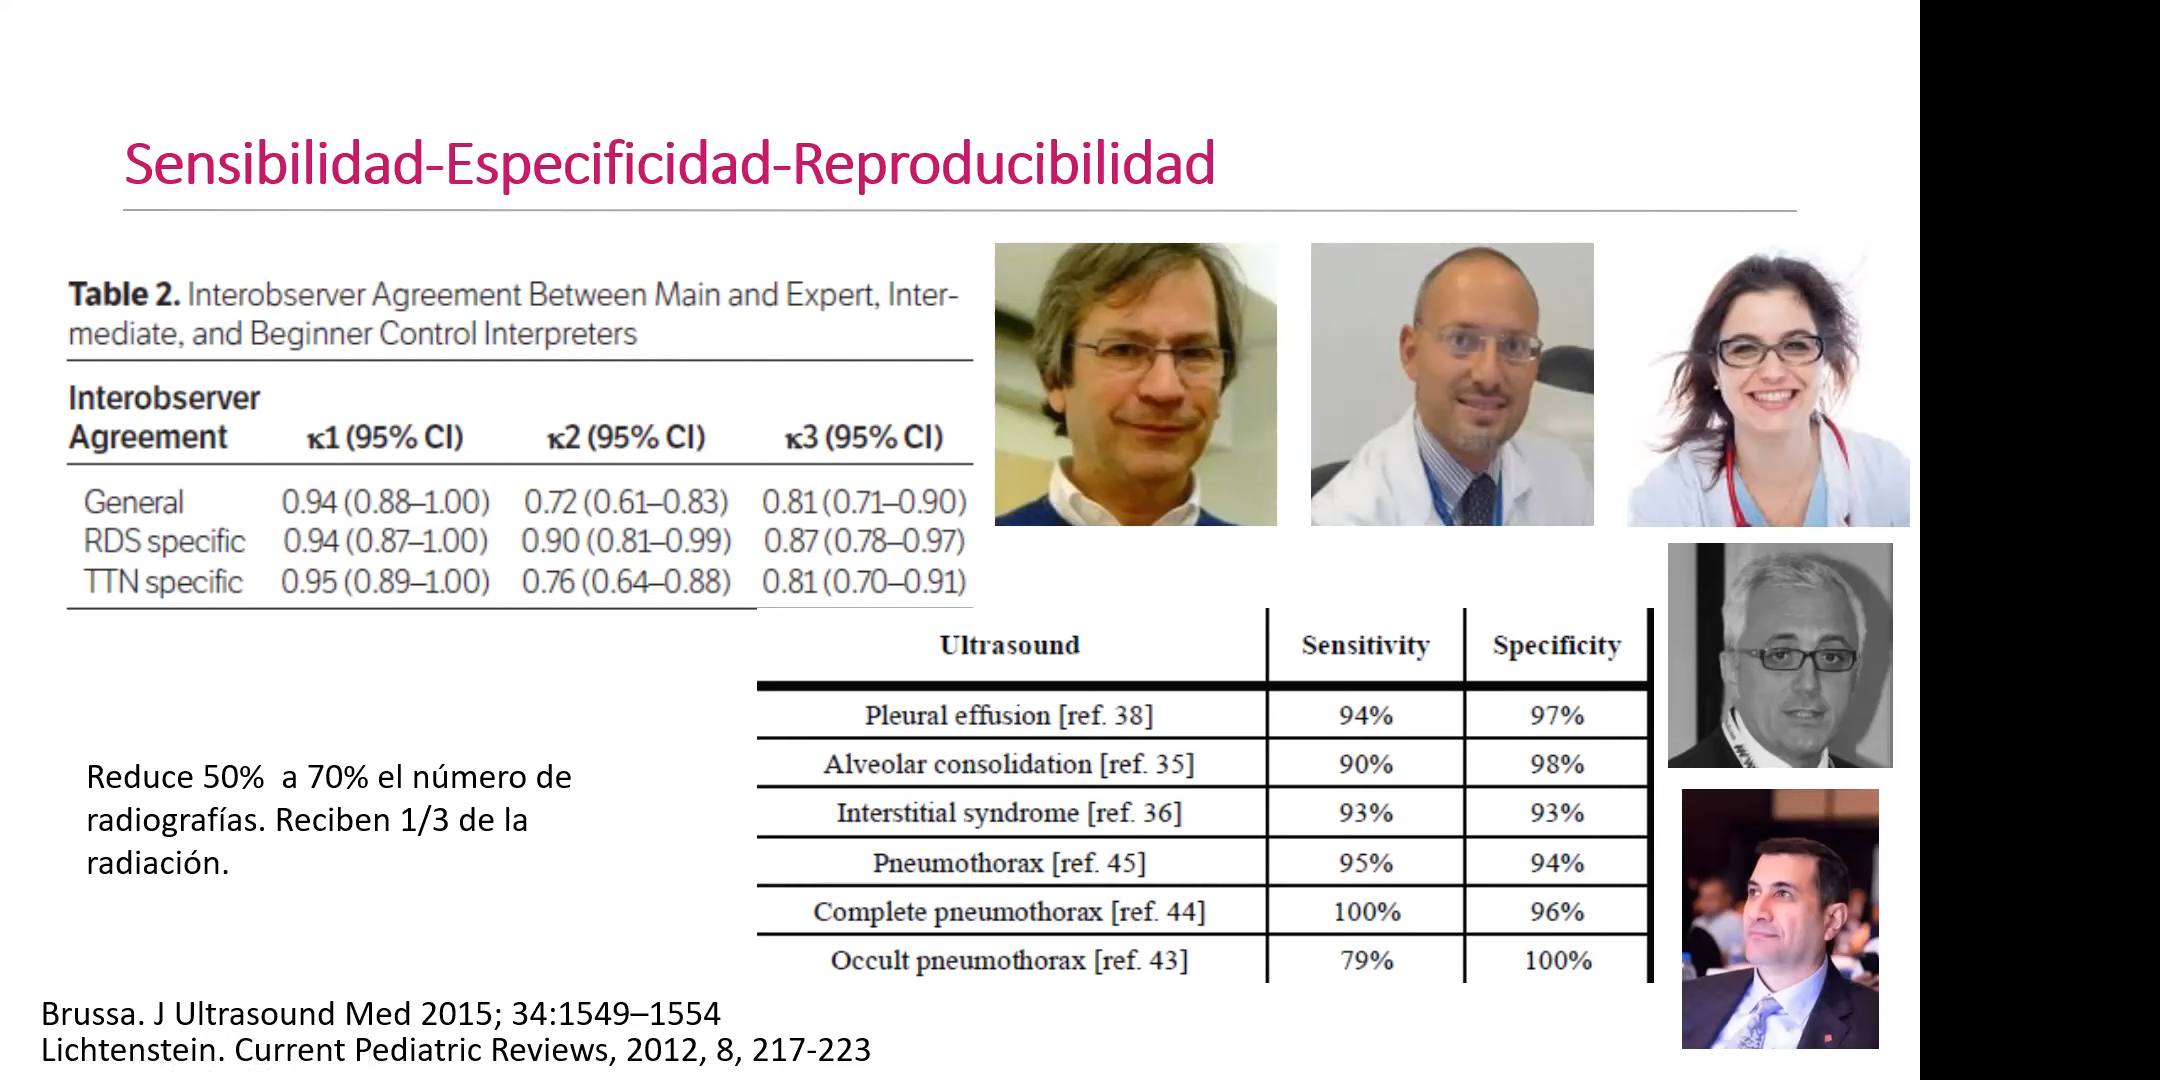 Sensibilidad-Especificidad-Reproducibilidad
Table 2. Interobserver Agreement Between Main and Expert, Inter-
mediate, and Beginner Control Interpreters
Interobserver
Agreement κ1 (95% CI) κ2 (95% CI) κ3 (95% CI)
General 0.94 (0.88–1.00) 0.72 (0.61–0.83) 0.81 (0.71–0.90)
RDS specific 0.94 (0.87–1.00) 0.90 (0.81–0.99) 0.87 (0.78–0.97)
TTN specific 0.95 (0.89–1.00) 0.76 (0.64–0.88) 0.81 (0.70–0.91)
Ultrasound Sensitivity Specificity
Pleural effusion [ref. 38] 94% 97%
Alveolar consolidation [ref. 35] 90% 98%
Interstitial syndrome [ref. 36] 93% 93%
Pneumothorax [ref. 45] 95% 94%
Complete pneumothorax [ref. 44] 100% 96%
Occult pneumothorax [ref. 43] 79% 100%
Reduce 50% a 70% el número de
radiografías. Reciben 1/3 de la
radiación.
Brussa. J Ultrasound Med 2015; 34:1549–1554
Lichtenstein. Current Pediatric Reviews, 2012, 8, 217-223